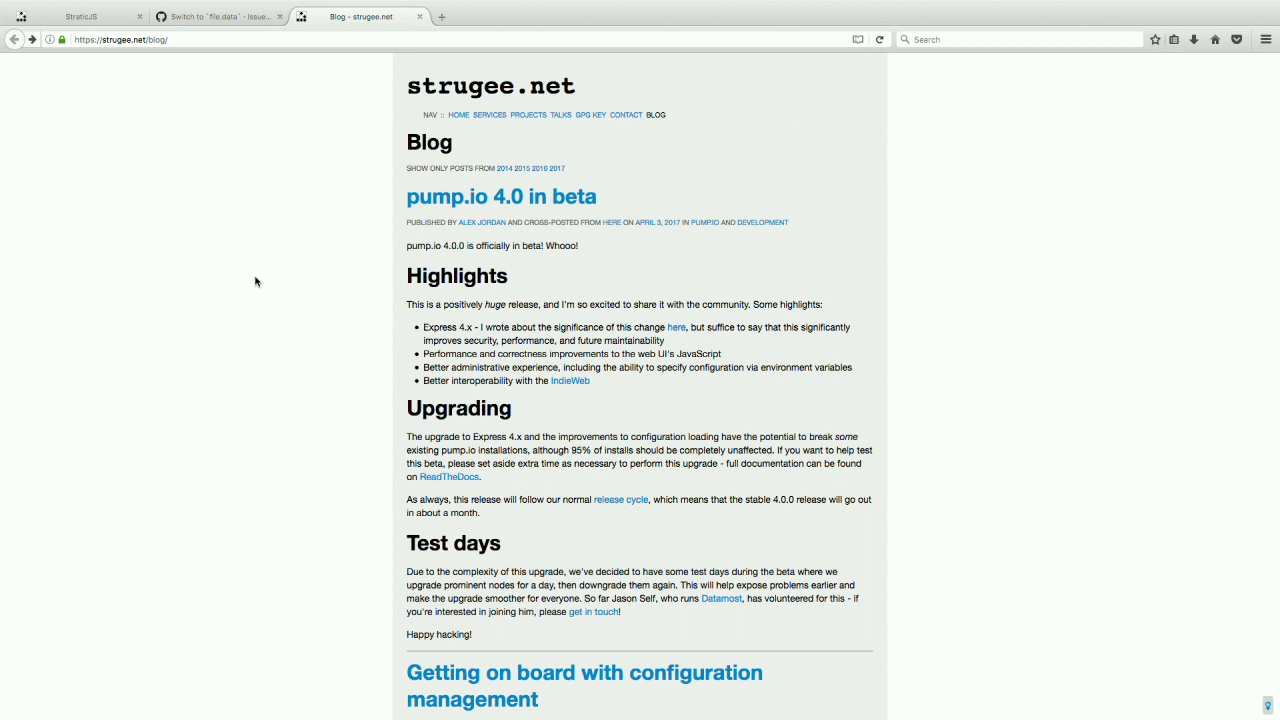 StraticJS
Switch to `file.data` · Issue...
Blog - strugee.net
https://strugee.net/blog/
Search
strugee.net
NAV :: HOME SERVICES PROJECTS TALKS GPG KEY CONTACT BLOG
Blog
SHOW ONLY POSTS FROM 2014 2015 2016 2017
pump.io 4.0 in beta
PUBLISHED BY ALEX JORDAN AND CROSS-POSTED FROM HERE ON APRIL 3, 2017 IN PUMP.IO AND DEVELOPMENT
pump.io 4.0.0 is officially in beta! Whooo!
Highlights
This is a positively huge release, and I'm so excited to share it with the community. Some highlights:
• Express 4.x - I wrote about the significance of this change here, but suffice to say that this significantly
improves security, performance, and future maintainability
• Performance and correctness improvements to the web UI's JavaScript
• Better administrative experience, including the ability to specify configuration via environment variables
• Better interoperability with the IndieWeb
Upgrading
The upgrade to Express 4.x and the improvements to configuration loading have the potential to break some
existing pump.io installations, although 95% of installs should be completely unaffected. If you want to help test
this beta, please set aside extra time as necessary to perform this upgrade - full documentation can be found
on ReadTheDocs.
As always, this release will follow our normal release cycle, which means that the stable 4.0.0 release will go out
in about a month.
Test days
Due to the complexity of this upgrade, we've decided to have some test days during the beta where we
upgrade prominent nodes for a day, then downgrade them again. This will help expose problems earlier and
make the upgrade smoother for everyone. So far Jason Self, who runs Datamost, has volunteered for this - if
you're interested in joining him, please get in touch!
Happy hacking!
Getting on board with configuration
management